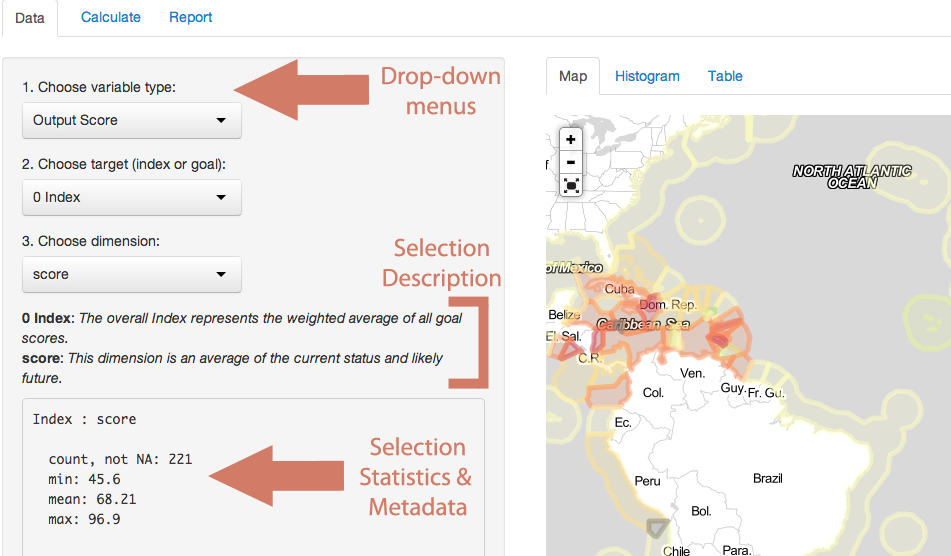 Data Calculate Report
1. Choose variable type:
Output Score
2. Choose target (index or goal):
0 Index
3. Choose dimension:
score
0 Index: The overall Index represents the weighted average of all goal
scores.
score: This dimension is an average of the current status and likely
future.
Index : score
count, not NA: 221
min: 45.6
mean: 68.21
max: 96.9
Drop-down
menus
Selection
Description
Selection
Statistics &
Metadata
Map Histogram Table
+
-
NORTH ATLANTIC
OCEAN
of Mexico
Cuba
Dom. Rep.
Belize
Caribbean Sea
El. Sal.
C.R.
Ven.
Guy.
Fr. Gu.
Col.
Ec.
Peru
Brazil
Bol.
Chile
Para.